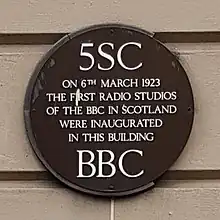 5SC
ON 6TH MARCH 1923
THE FIRST RADIO STUDIOS
OF THE BBC IN SCOTLAND
WERE INAUGURATED
IN THIS BUILDING
BBC